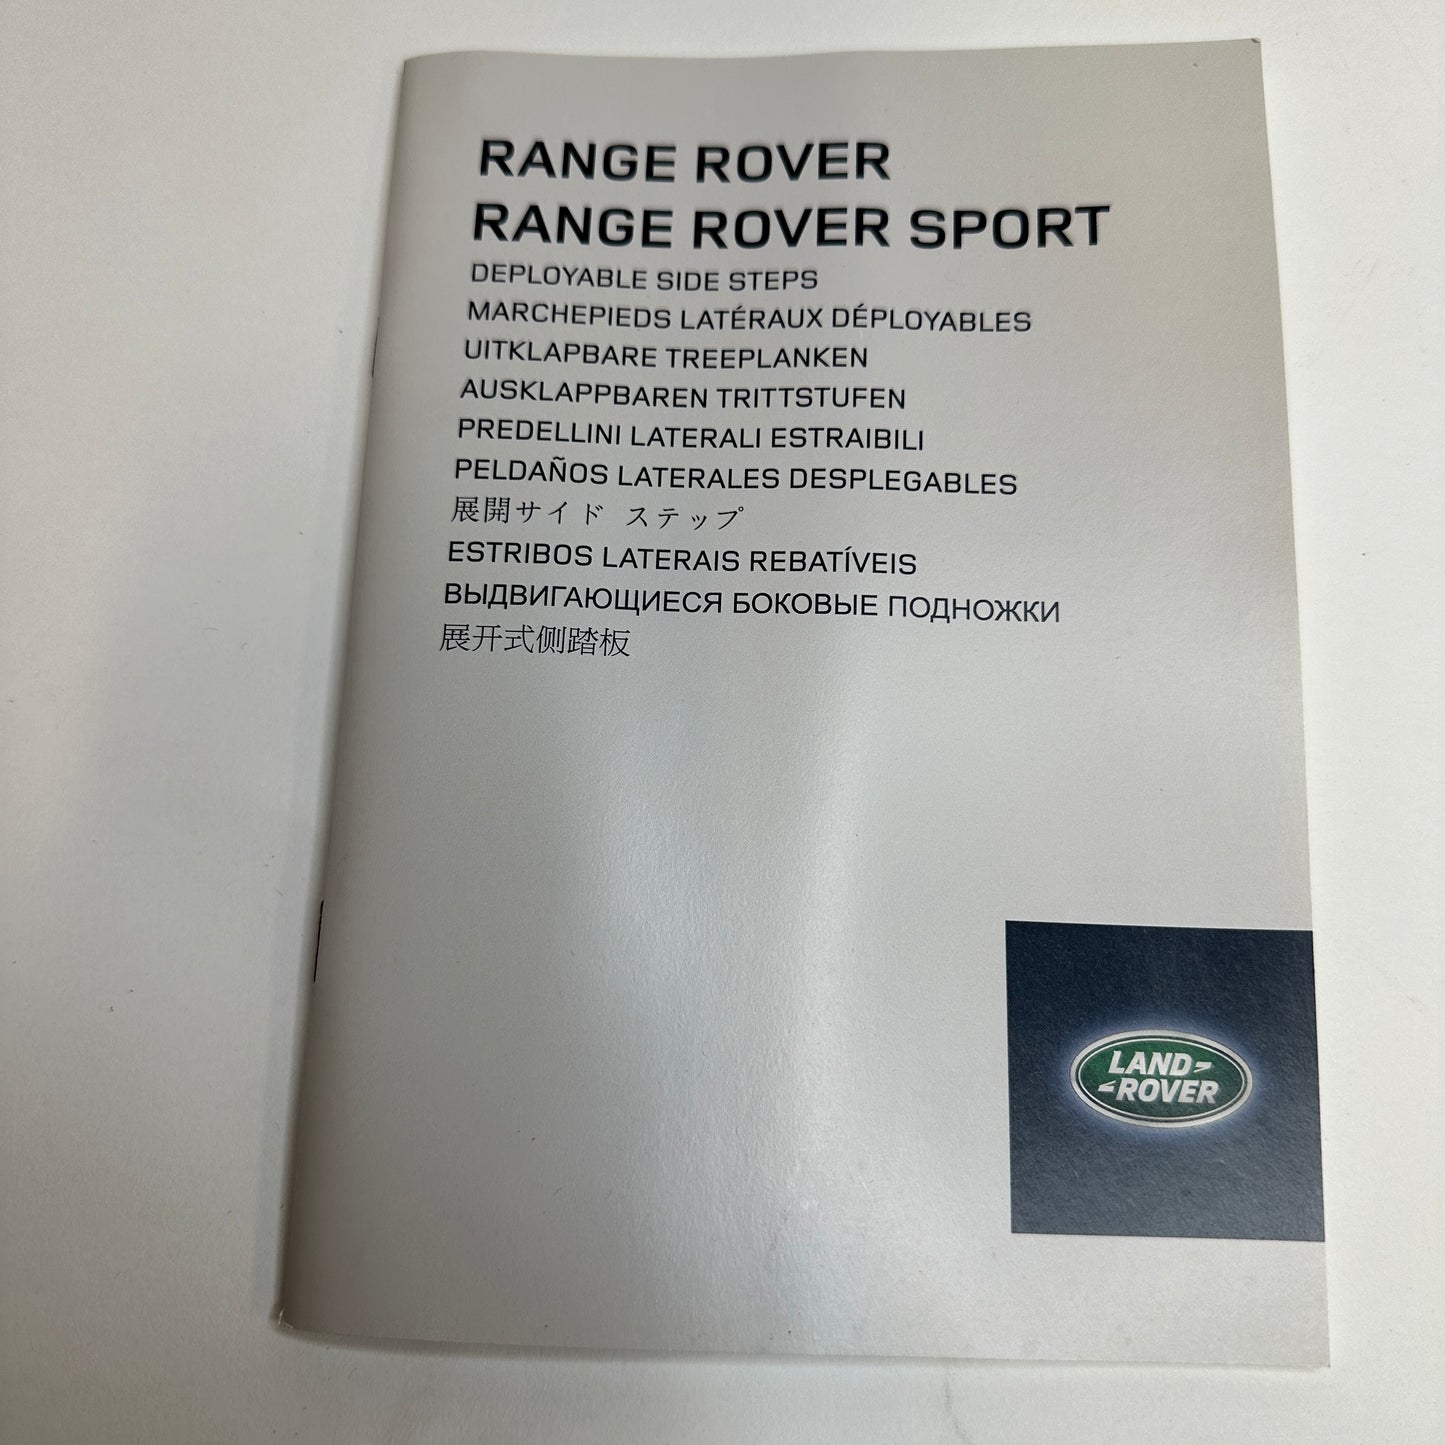 RANGE ROVER
RANGE ROVER SPORT
DEPLOYABLE SIDE STEPS
MARCHEPIEDS LATÉRAUX DÉPLOYABLES
UITKLAPBARE TREEPLANKEN
AUSKLAPPBAREN TRITTSTUFEN
PREDELLINI LATERALI ESTRAIBILI
PELDAÑOS LATERALES DESPLEGABLES
展開サイド ステップ
ESTRIBOS LATERAIS REBATÍVEIS
ВЫДВИГАЮЩИЕСЯ БОКОВЫЕ ПОДНОЖКИ
展开式侧踏板
LAND
ROVER